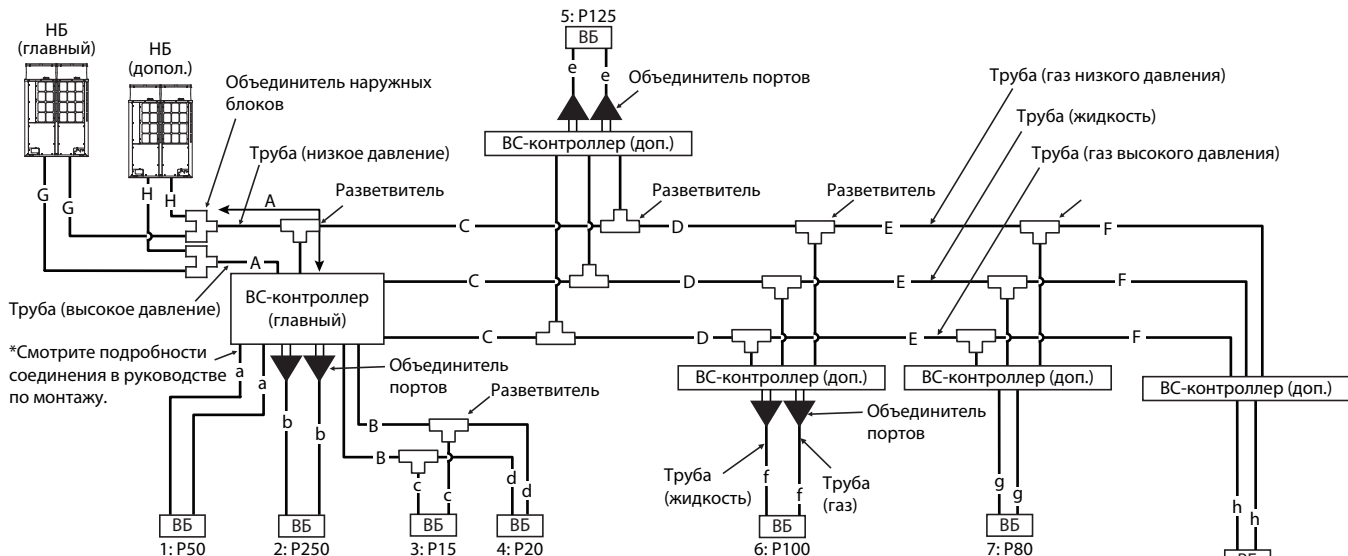 НБ
(главный)
НБ
(допол.)
Объединитель наружных
блоков
Труба (низкое давление)
Разветвитель
5: P125
ВБ
e
e
Объединитель портов
ВС-контроллер (доп.)
Разветвитель
Разветвитель
Труба (газ низкого давления)
Труба (жидкость)
Труба (газ высокого давления)
G
G
H
H
A
A
C
D
E
F
C
D
E
F
C
D
E
F
Труба (высокое давление)
ВС-контроллер
(главный)
*Смотрите подробности
соединения в руководстве
по монтажу.
a
a
b
b
Объединитель
портов
Разветвитель
B
B
c
c
d
d
ВС-контроллер (доп.)
ВС-контроллер (доп.)
ВС-контроллер (доп.)
Объединитель
портов
Труба
(жидкость)
Труба
(газ)
f
f
g
g
h
h
ВБ
1: P50
ВБ
2: P250
ВБ
3: P15
ВБ
4: P20
ВБ
6: P100
ВБ
7: P80
ВБ